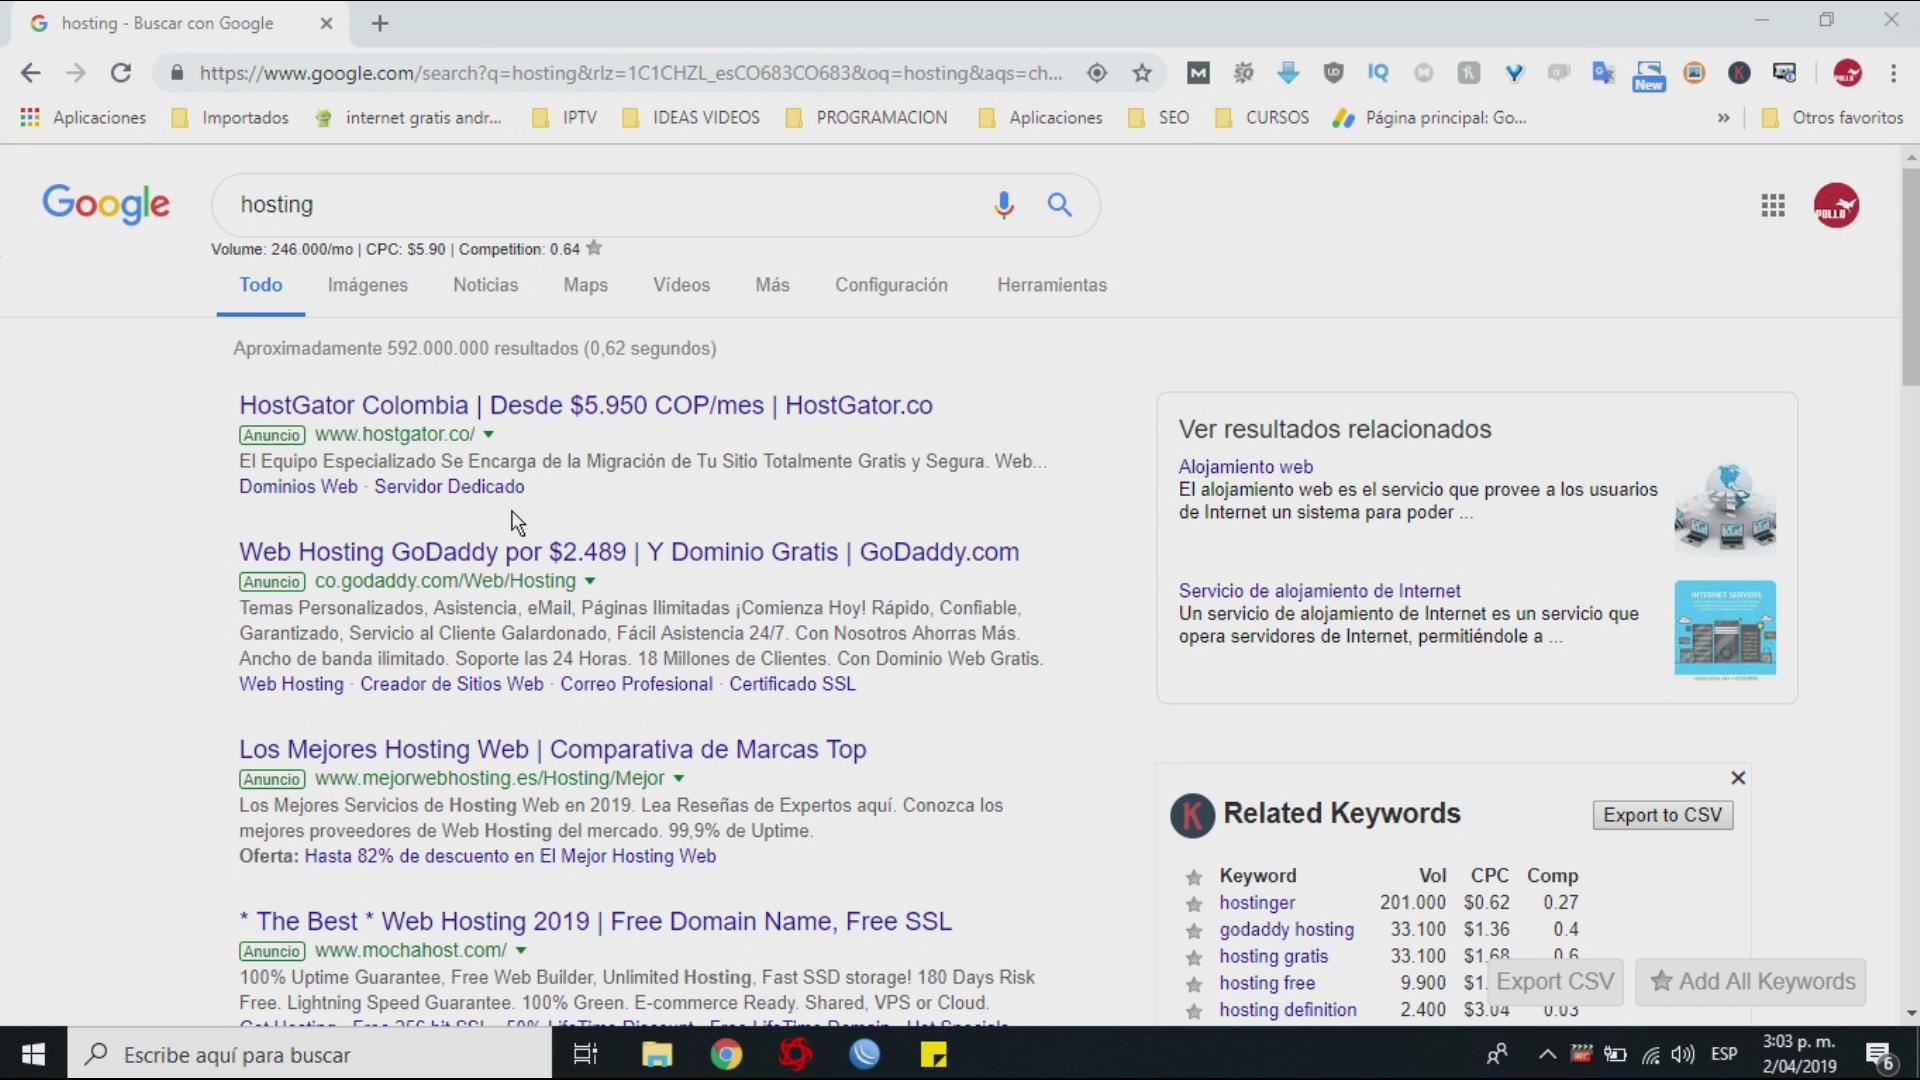 hosting - Buscar con Google
https://www.google.com/search?q=hosting&rlz=1C1CHZL_esCO683CO683&oq=hosting&aqs=ch...
IQ
New
Aplicaciones
Importados
internet gratis andr...
IPTV
IDEAS VIDEOS
PROGRAMACION
Aplicaciones
SEO
CURSOS
Página principal: Go...
»
Otros favoritos
Google
hosting
POLLO
Volume: 246.000/mo | CPC: $5.90 | Competition: 0.64
Todo
Imágenes
Noticias
Maps
Vídeos
Más
Configuración
Herramientas
Aproximadamente 592.000.000 resultados (0,62 segundos)
HostGator Colombia | Desde $5.950 COP/mes | HostGator.co
Anuncio www.hostgator.co/
El Equipo Especializado Se Encarga de la Migración de Tu Sitio Totalmente Gratis y Segura. Web...
Dominios Web · Servidor Dedicado
Web Hosting GoDaddy por $2.489 | Y Dominio Gratis | GoDaddy.com
Anuncio co.godaddy.com/Web/Hosting
Temas Personalizados, Asistencia, eMail, Páginas Ilimitadas ¡Comienza Hoy! Rápido, Confiable,
Garantizado, Servicio al Cliente Galardonado, Fácil Asistencia 24/7. Con Nosotros Ahorras Más.
Ancho de banda ilimitado. Soporte las 24 Horas. 18 Millones de Clientes. Con Dominio Web Gratis.
Web Hosting · Creador de Sitios Web · Correo Profesional · Certificado SSL
Los Mejores Hosting Web | Comparativa de Marcas Top
Anuncio www.mejorwebhosting.es/Hosting/Mejor
Los Mejores Servicios de Hosting Web en 2019. Lea Reseñas de Expertos aquí. Conozca los
mejores proveedores de Web Hosting del mercado. 99,9% de Uptime.
Oferta: Hasta 82% de descuento en El Mejor Hosting Web
* The Best * Web Hosting 2019 | Free Domain Name, Free SSL
Anuncio www.mochahost.com/
100% Uptime Guarantee, Free Web Builder, Unlimited Hosting, Fast SSD storage! 180 Days Risk
Free. Lightning Speed Guarantee. 100% Green. E-commerce Ready. Shared, VPS or Cloud.
Ver resultados relacionados
Alojamiento web
El alojamiento web es el servicio que provee a los usuarios
de Internet un sistema para poder ...
Servicio de alojamiento de Internet
Un servicio de alojamiento de Internet es un servicio que
opera servidores de Internet, permitiéndole a ...
INTERNET SERVERS
K Related Keywords
Export to CSV
Keyword Vol CPC Comp
hostinger 201.000 $0.62 0.27
godaddy hosting 33.100 $1.36 0.4
hosting gratis 33.100 $1.68 0.6
hosting free 9.900 $1.
hosting definition 2.400 $3.04 0.03
Export CSV
Add All Keywords
Escribe aquí para buscar
ESP
3:03 p. m.
2/04/2019
6